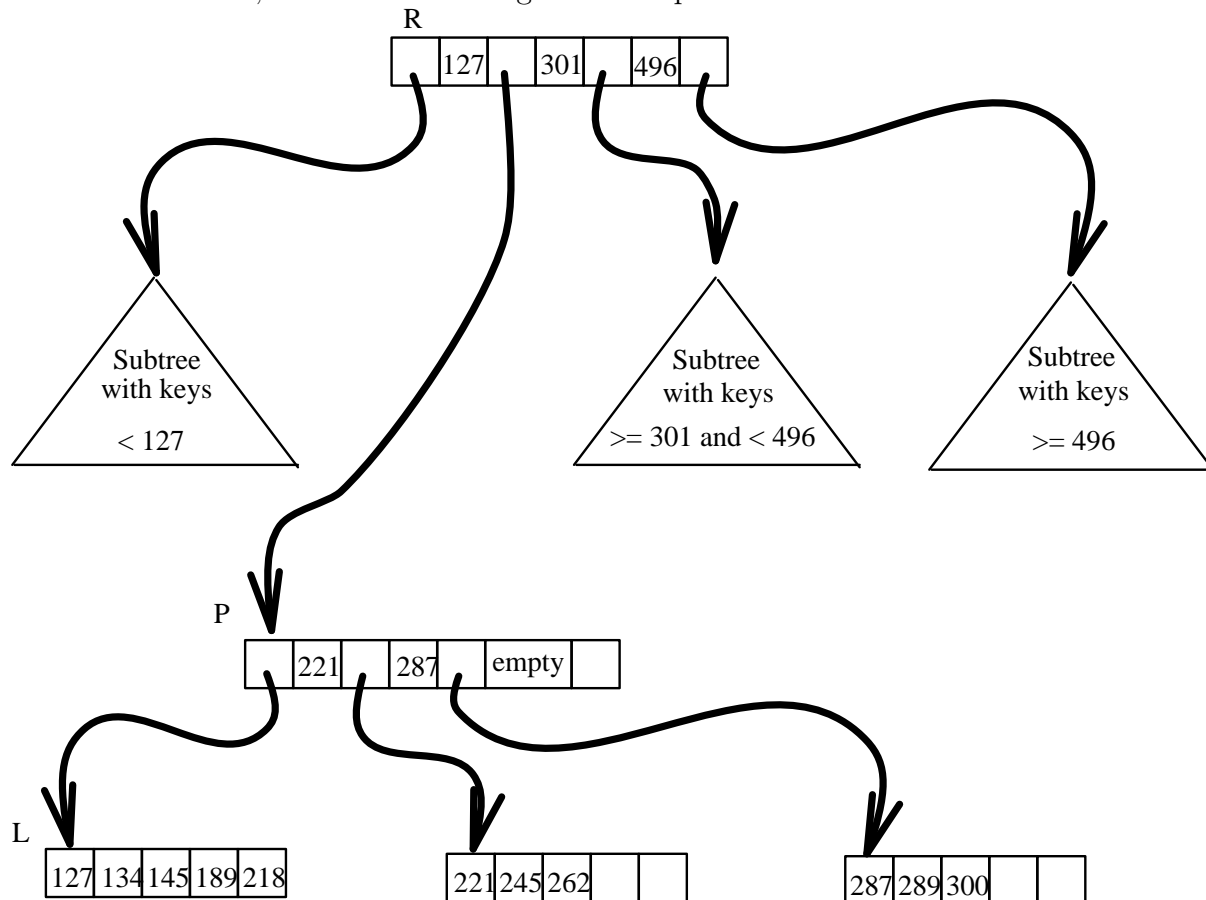 R
127 301 496
Subtree
with keys
< 127
Subtree
with keys
>= 301 and < 496
Subtree
with keys
>= 496
P
221 287 empty
L
127 134 145 189 218
221 245 262
287 289 300